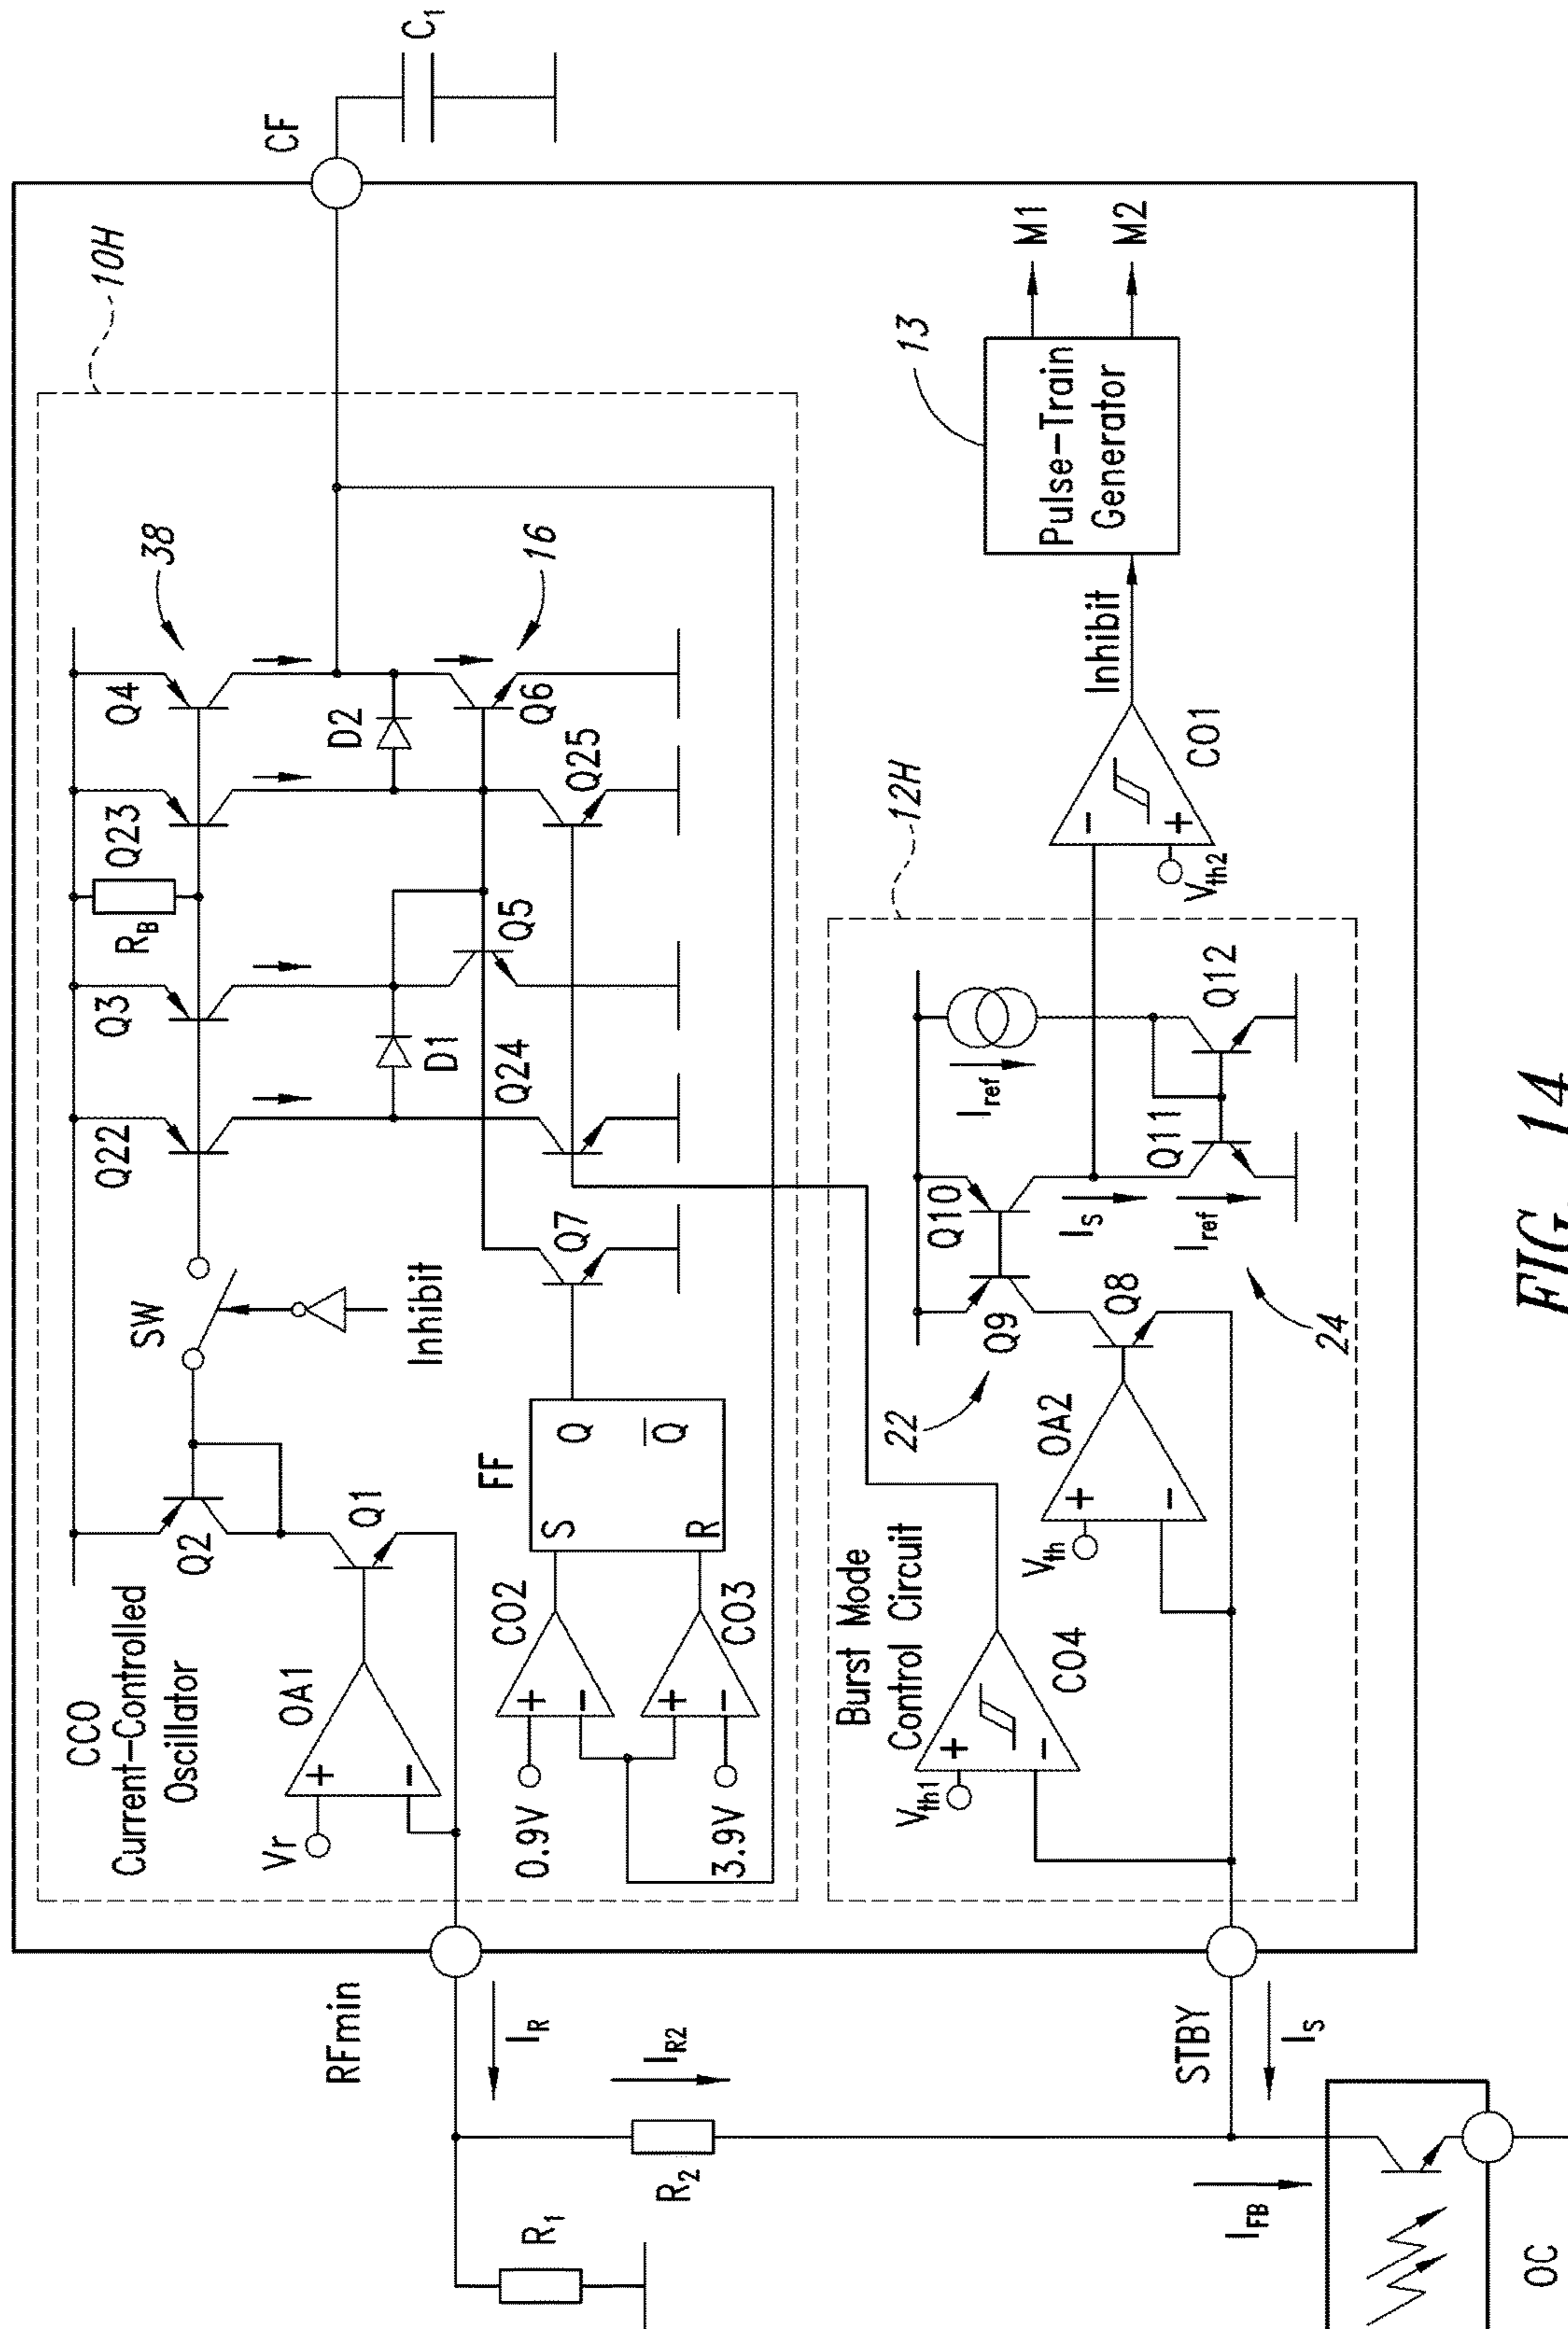 CCO
Current-Controlled
Oscillator
10H
38
16
Q2
Q1
OA1
Vr
+
-
SW
Inhibit
Q22
Q3
RB
Q23
Q4
D1
D2
Q24
Q5
Q25
Q6
Q7
FF
S
R
Q
Q̅
CO2
+
-
CO3
+
-
0.9V
3.9V
CF
C1
RFmin
IR
R1
R2
IR2
STBY
IS
IFB
OC
Burst Mode
Control Circuit
12H
Vth1
+
-
CO4
Vth
+
-
OA2
22
Q8
Q9
Q10
IS
Iref
Iref
Q11
Q12
24
-
+
Vth2
CO1
Inhibit
13
Pulse-Train
Generator
M1
M2
FIG. 14